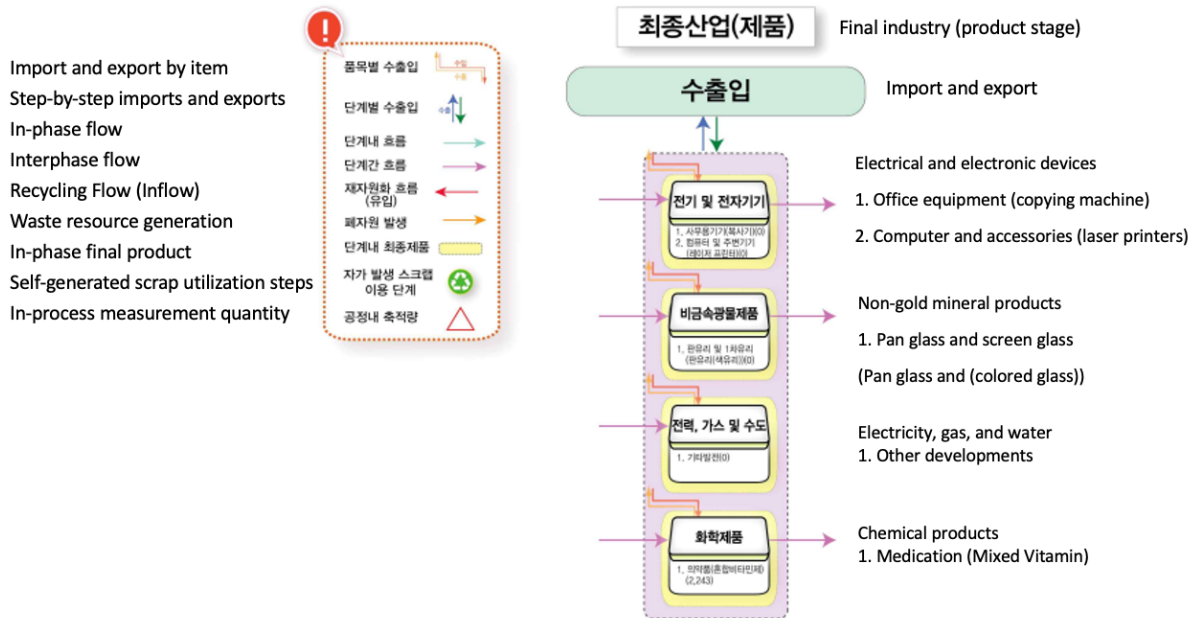 Import and export by item
Step-by-step imports and exports
In-phase flow
Interphase flow
Recycling Flow (Inflow)
Waste resource generation
In-phase final product
Self-generated scrap utilization steps
In-process measurement quantity
!
품목별 수출입
수입
수출
단계별 수출입
수출
단계내 흐름
단계간 흐름
재자원화 흐름
(유입)
폐자원 발생
단계내 최종제품
자가 발생 스크랩
이용 단계
공정내 축적량
최종산업(제품)
Final industry (product stage)
수출입
Import and export
전기 및 전자기기
1. 사무용기기(복사기)(0)
2. 컴퓨터 및 주변기기
(레이저 프린터)(0)
Electrical and electronic devices
1. Office equipment (copying machine)
2. Computer and accessories (laser printers)
비금속광물제품
1. 판유리 및 1차유리
(판유리(색유리))(0)
Non-gold mineral products
1. Pan glass and screen glass
(Pan glass and (colored glass))
전력, 가스 및 수도
1. 기타발전(0)
Electricity, gas, and water
1. Other developments
화학제품
1. 의약품(혼합비타민제)
(2,243)
Chemical products
1. Medication (Mixed Vitamin)